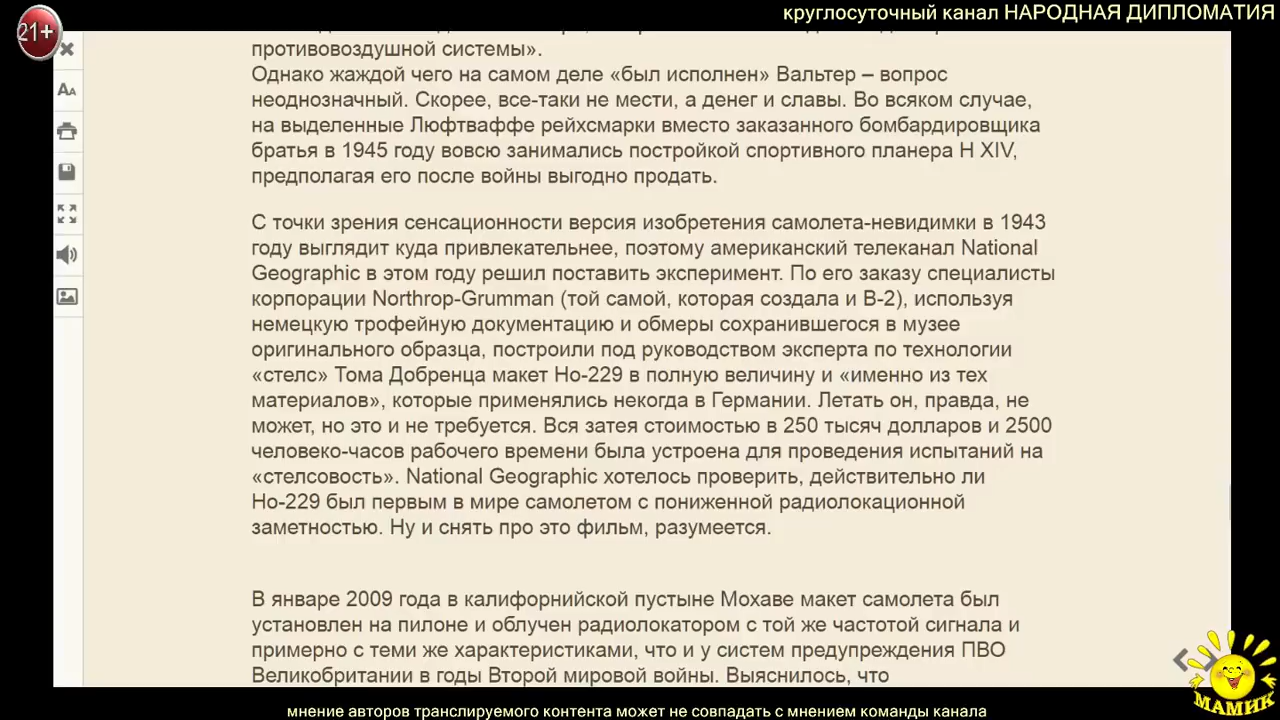 круглосуточный канал НАРОДНАЯ ДИПЛОМАТИЯ
21+
противовоздушной системы».
Однако жаждой чего на самом деле «был исполнен» Вальтер – вопрос
неоднозначный. Скорее, все-таки не мести, а денег и славы. Во всяком случае,
на выделенные Люфтваффе рейхсмарки вместо заказанного бомбардировщика
братья в 1945 году вовсю занимались постройкой спортивного планера H XIV,
предполагая его после войны выгодно продать.
С точки зрения сенсационности версия изобретения самолета-невидимки в 1943
году выглядит куда привлекательнее, поэтому американский телеканал National
Geographic в этом году решил поставить эксперимент. По его заказу специалисты
корпорации Northrop-Grumman (той самой, которая создала и B-2), используя
немецкую трофейную документацию и обмеры сохранившегося в музее
оригинального образца, построили под руководством эксперта по технологии
«стелс» Тома Добренца макет Ho-229 в полную величину и «именно из тех
материалов», которые применялись некогда в Германии. Летать он, правда, не
может, но это и не требуется. Вся затея стоимостью в 250 тысяч долларов и 2500
человеко-часов рабочего времени была устроена для проведения испытаний на
«стелсовость». National Geographic хотелось проверить, действительно ли
Ho-229 был первым в мире самолетом с пониженной радиолокационной
заметностью. Ну и снять про это фильм, разумеется.
В январе 2009 года в калифорнийской пустыне Мохаве макет самолета был
установлен на пилоне и облучен радиолокатором с той же частотой сигнала и
примерно с теми же характеристиками, что и у систем предупреждения ПВО
Великобритании в годы Второй мировой войны. Выяснилось, что
МАМИК
мнение авторов транслируемого контента может не совпадать с мнением команды канала